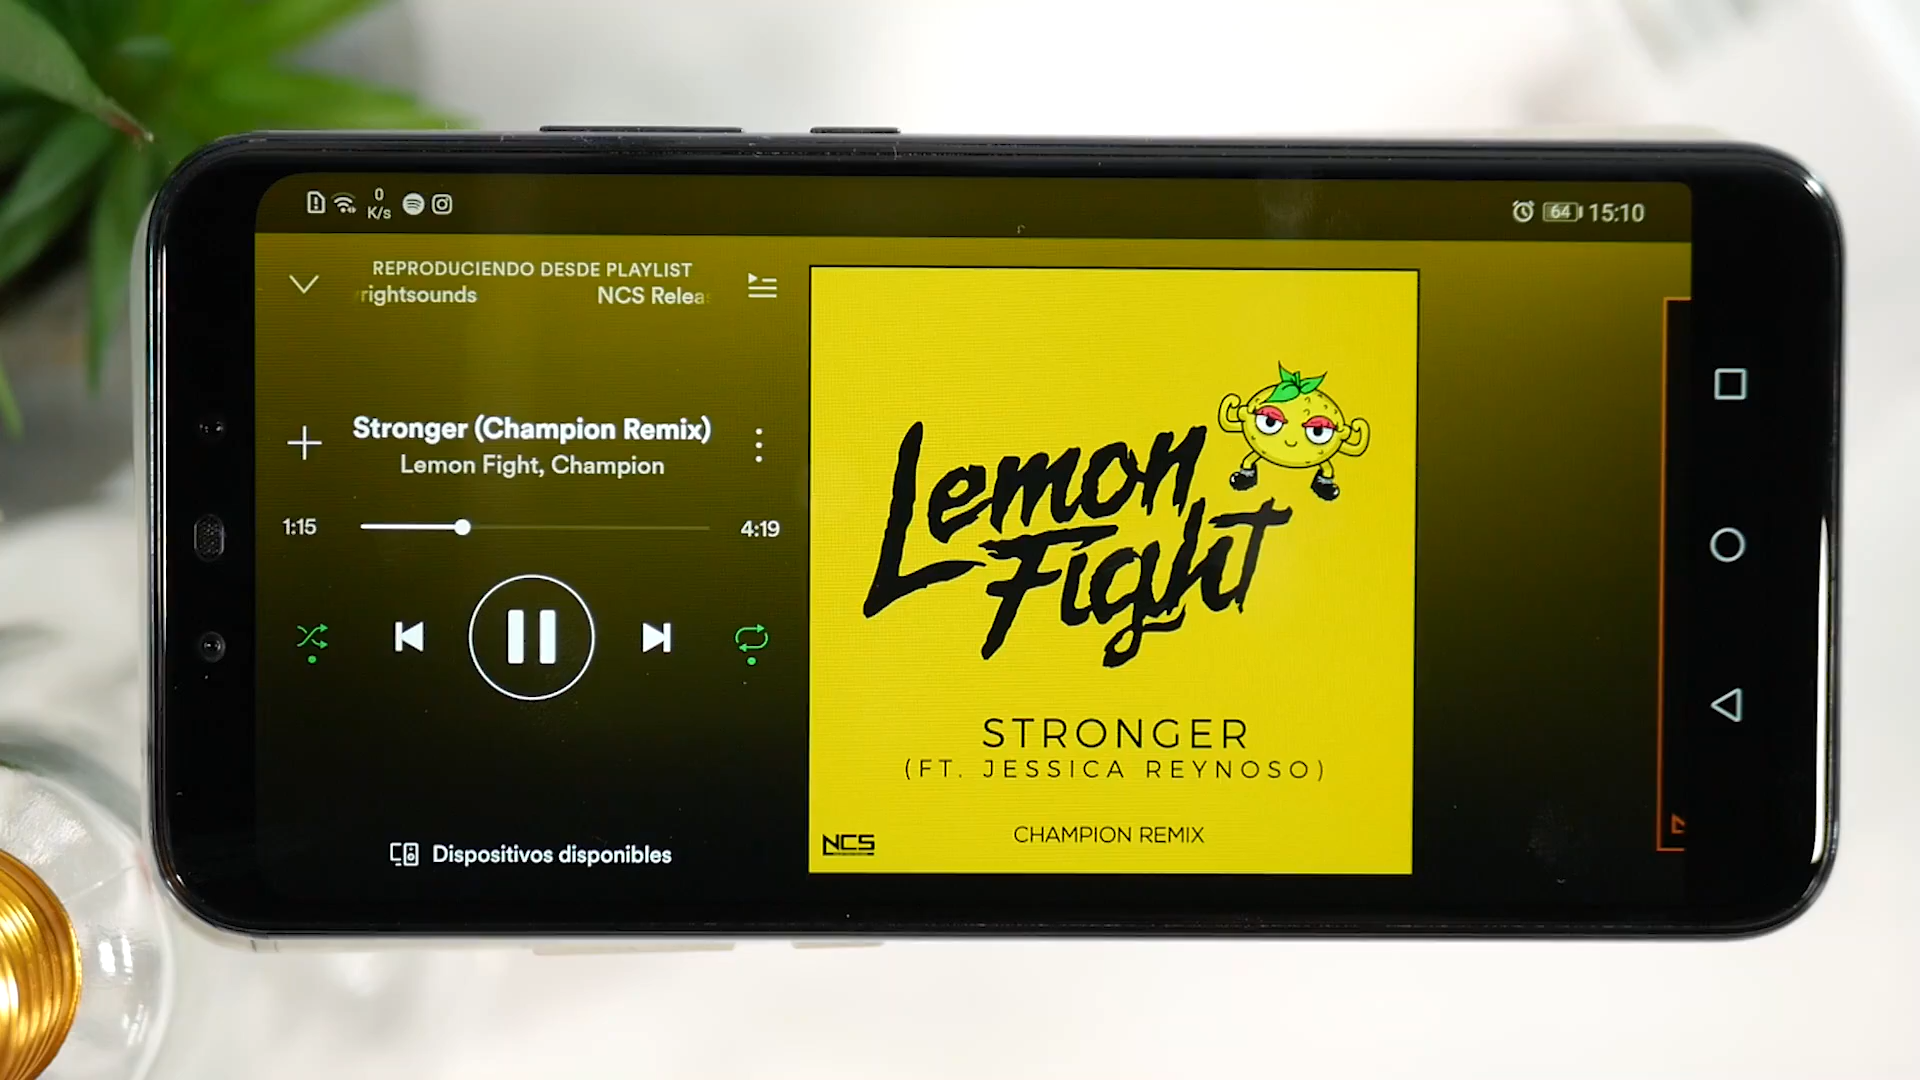 0
K/s
64 15:10
REPRODUCIENDO DESDE PLAYLIST
rightsounds NCS Relea
Stronger (Champion Remix)
Lemon Fight, Champion
1:15 4:19
Dispositivos disponibles
Lemon
Fight
STRONGER
(FT. JESSICA REYNOSO)
CHAMPION REMIX
NCS